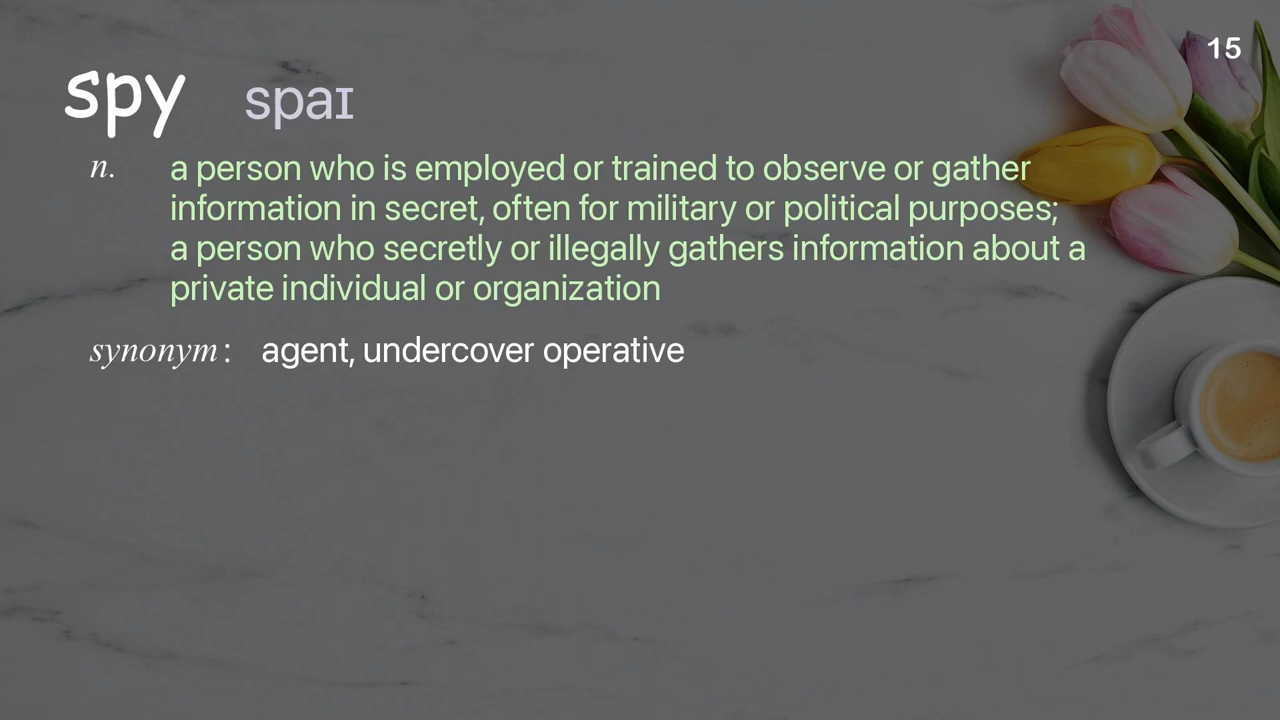 15
spy spaɪ
n. a person who is employed or trained to observe or gather
information in secret, often for military or political purposes;
a person who secretly or illegally gathers information about a
private individual or organization
synonym: agent, undercover operative